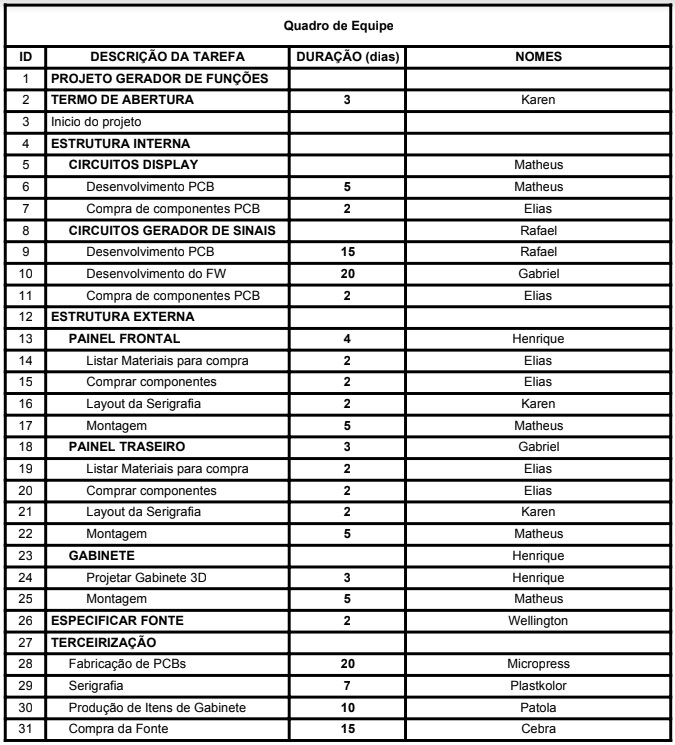 Quadro de Equipe
ID DESCRIÇÃO DA TAREFA DURAÇÃO (dias) NOMES
1 PROJETO GERADOR DE FUNÇÕES
2 TERMO DE ABERTURA 3 Karen
3 Inicio do projeto
4 ESTRUTURA INTERNA
5 CIRCUITOS DISPLAY Matheus
6 Desenvolvimento PCB 5 Matheus
7 Compra de componentes PCB 2 Elias
8 CIRCUITOS GERADOR DE SINAIS Rafael
9 Desenvolvimento PCB 15 Rafael
10 Desenvolvimento do FW 20 Gabriel
11 Compra de componentes PCB 2 Elias
12 ESTRUTURA EXTERNA
13 PAINEL FRONTAL 4 Henrique
14 Listar Materiais para compra 2 Elias
15 Comprar componentes 2 Elias
16 Layout da Serigrafia 2 Karen
17 Montagem 5 Matheus
18 PAINEL TRASEIRO 3 Gabriel
19 Listar Materiais para compra 2 Elias
20 Comprar componentes 2 Elias
21 Layout da Serigrafia 2 Karen
22 Montagem 5 Matheus
23 GABINETE Henrique
24 Projetar Gabinete 3D 3 Henrique
25 Montagem 5 Matheus
26 ESPECIFICAR FONTE 2 Wellington
27 TERCEIRIZAÇÃO
28 Fabricação de PCBs 20 Micropress
29 Serigrafia 7 Plastkolor
30 Produção de Itens de Gabinete 10 Patola
31 Compra da Fonte 15 Cebra